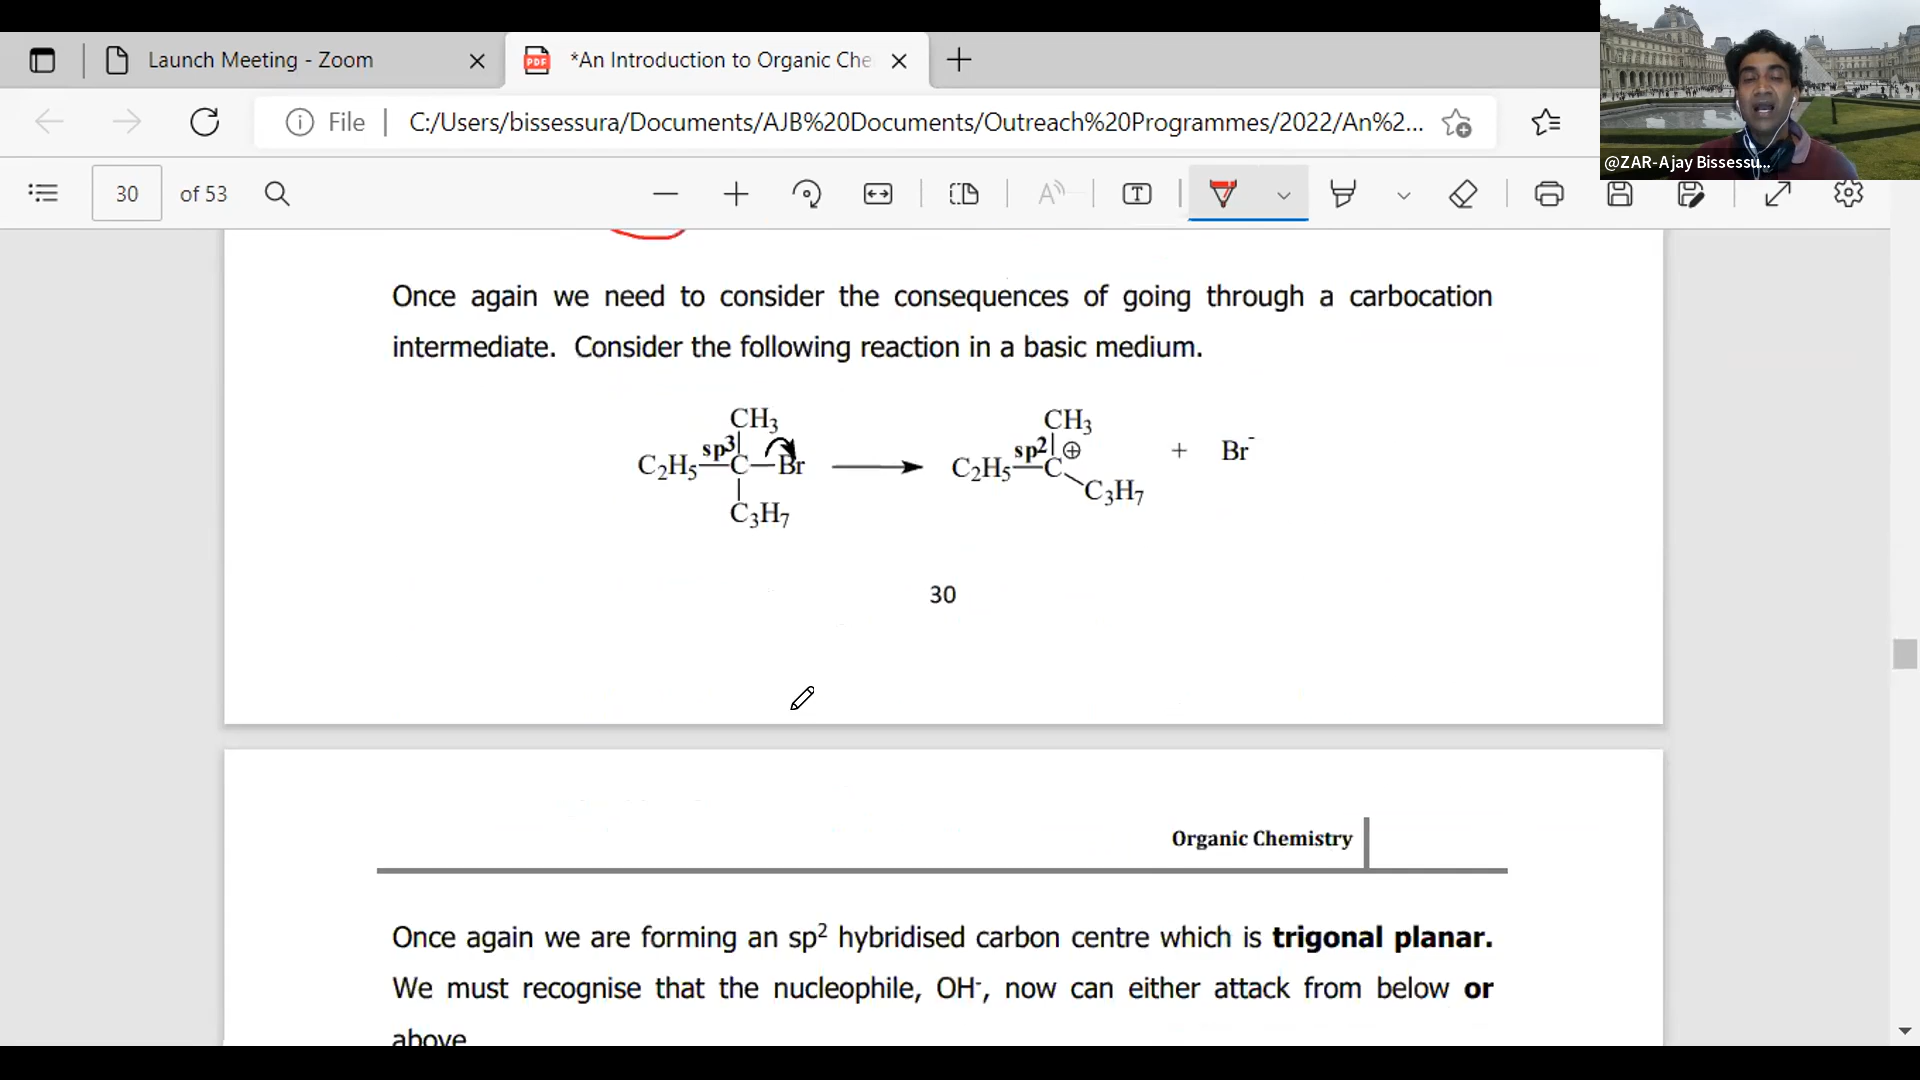 Launch Meeting - Zoom
*An Introduction to Organic Che
File
C:/Users/bissessura/Documents/AJB%20Documents/Outreach%20Programmes/2022/An%2...
@ZAR-Ajay Bissessu...
30 of 53
Once again we need to consider the consequences of going through a carbocation
intermediate. Consider the following reaction in a basic medium.
CH3 CH3
sp3 sp2 ⊕
C2H5—C—Br ⟶ C2H5—C + Br-
C3H7 C3H7
30
Organic Chemistry
Once again we are forming an sp2 hybridised carbon centre which is trigonal planar.
We must recognise that the nucleophile, OH-, now can either attack from below or
above